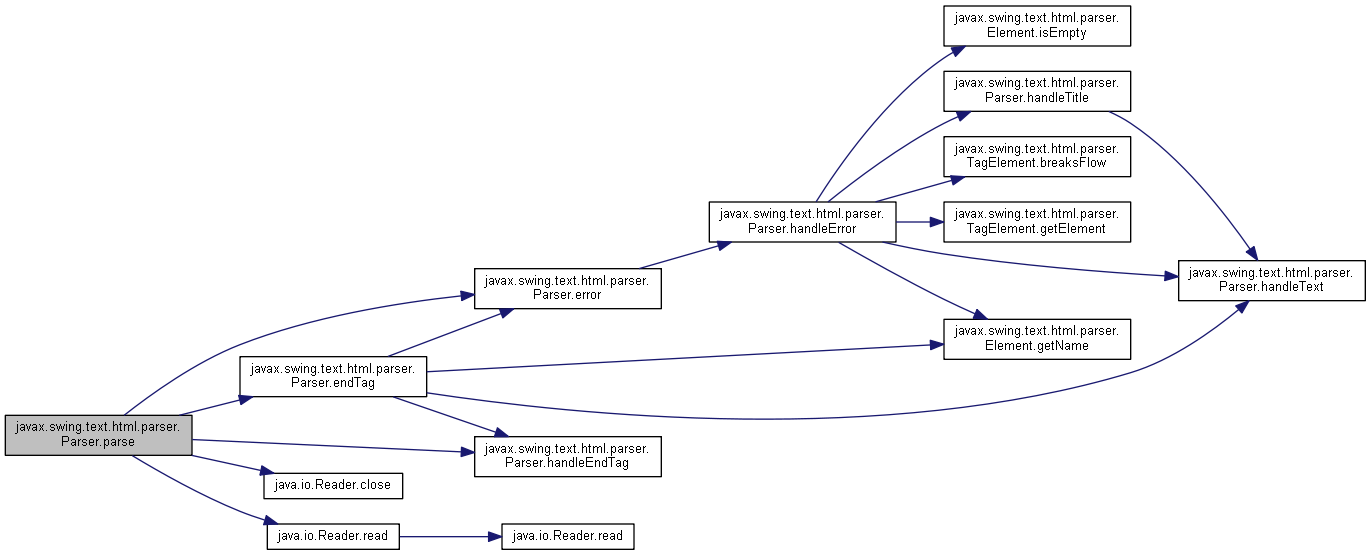 javax.swing.text.html.parser.
Element.isEmpty
javax.swing.text.html.parser.
Parser.handleTitle
javax.swing.text.html.parser.
TagElement.breaksFlow
javax.swing.text.html.parser.
Parser.handleError
javax.swing.text.html.parser.
TagElement.getElement
javax.swing.text.html.parser.
Parser.error
javax.swing.text.html.parser.
Parser.handleText
javax.swing.text.html.parser.
Element.getName
javax.swing.text.html.parser.
Parser.endTag
javax.swing.text.html.parser.
Parser.parse
javax.swing.text.html.parser.
Parser.handleEndTag
java.io.Reader.close
java.io.Reader.read
java.io.Reader.read